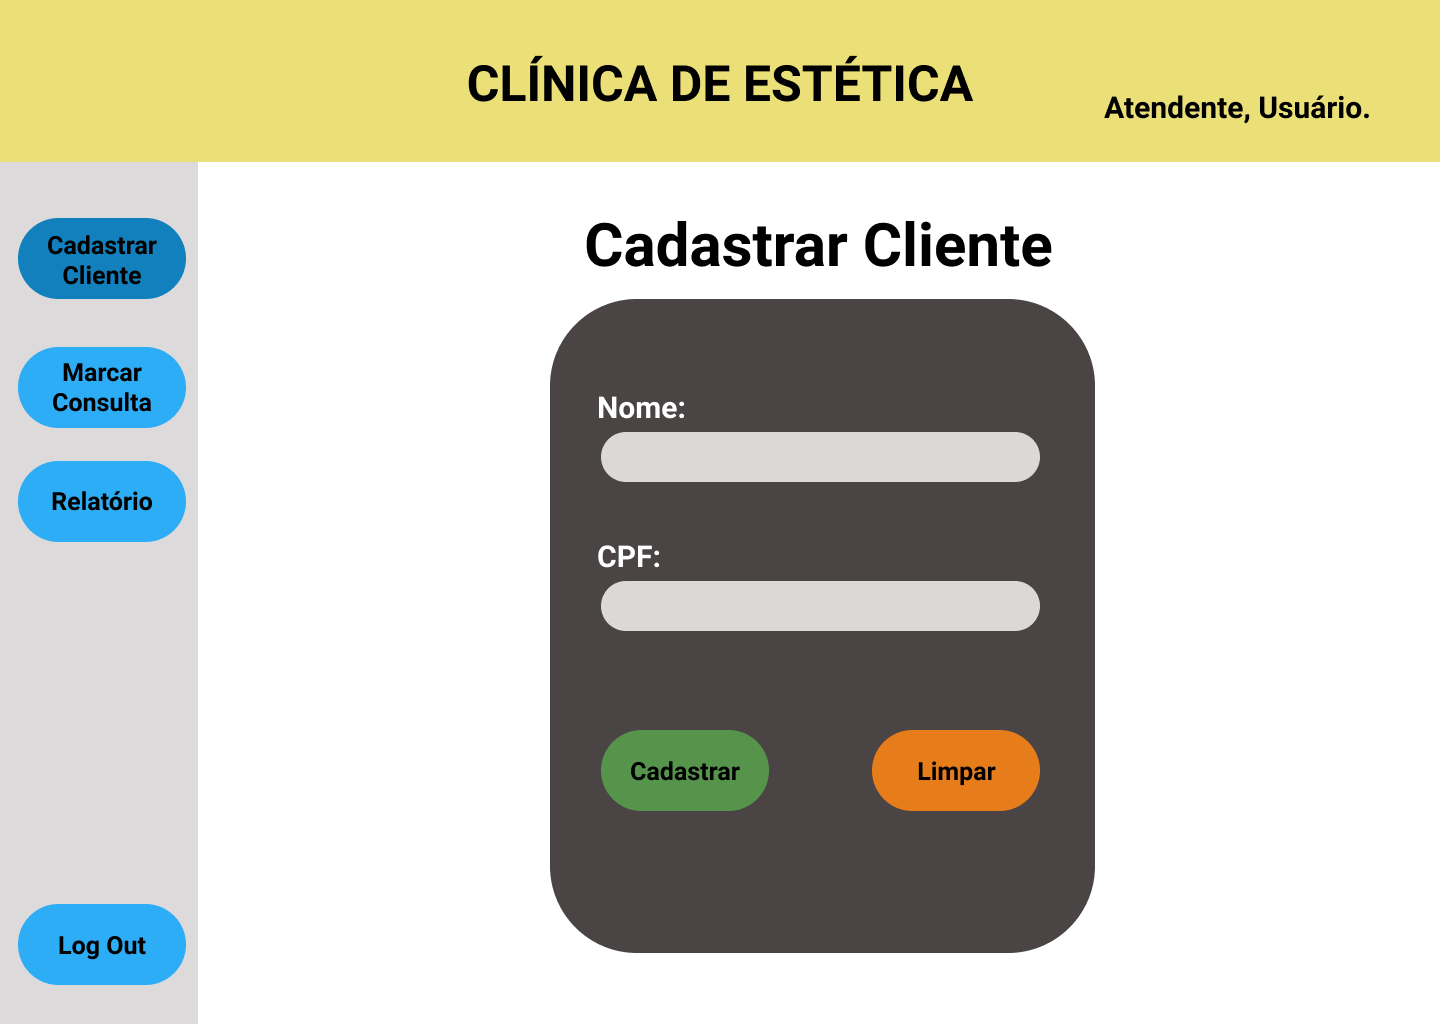 CLÍNICA DE ESTÉTICA
Atendente, Usuário.
Cadastrar
Cliente
Marcar
Consulta
Relatório
Log Out
Cadastrar Cliente
Nome:
CPF:
Cadastrar
Limpar